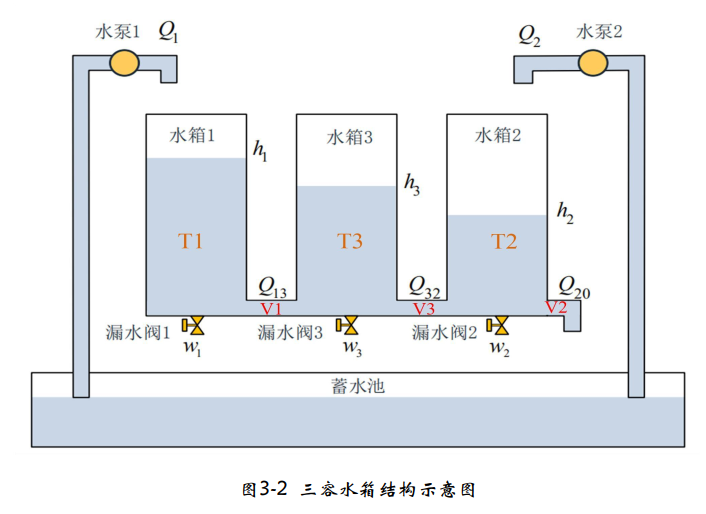 水泵1 Q1 Q2 水泵2
水箱1 水箱3 水箱2
h1
h3
h2
T1 T3 T2
Q13 Q32 Q20
V1 V3 V2
漏水阀1 漏水阀3 漏水阀2
w1 w3 w2
蓄水池
图3-2 三容水箱结构示意图